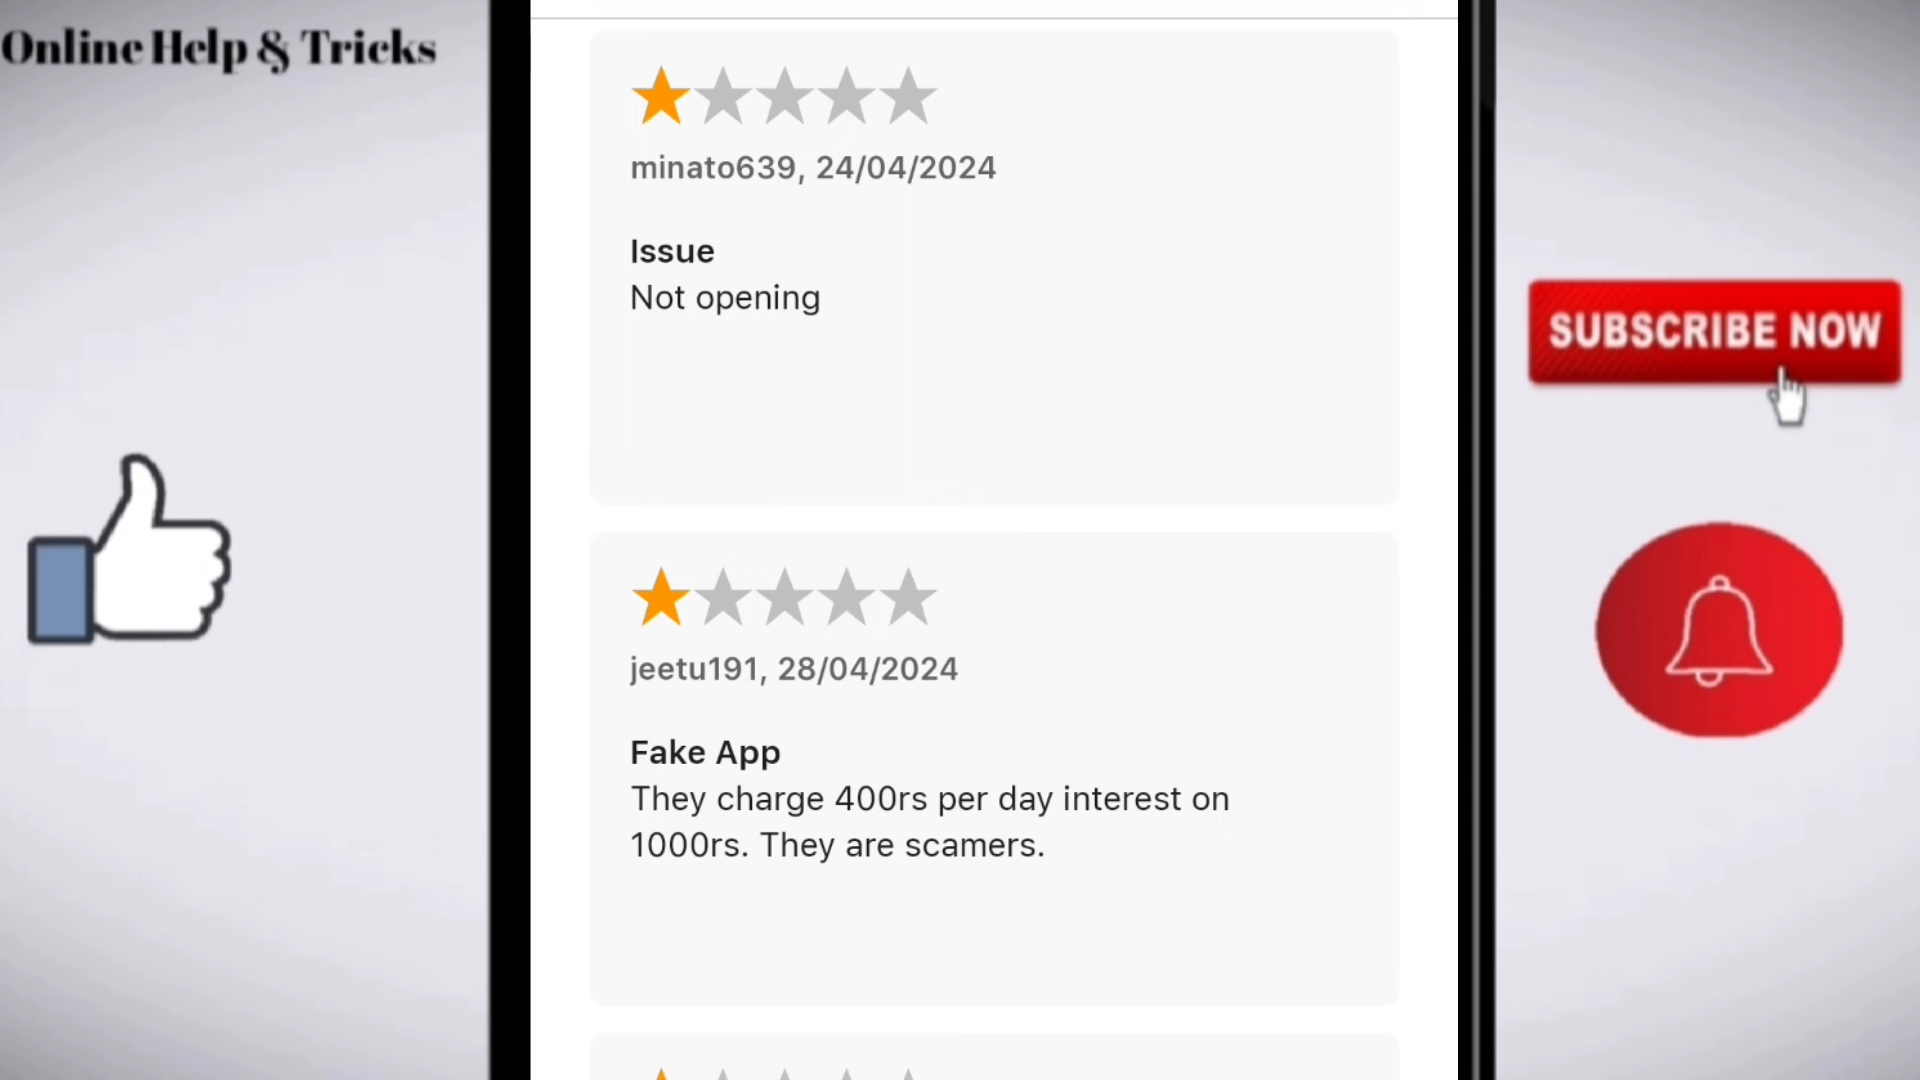 Online Help & Tricks
minato639, 24/04/2024
Issue
Not opening
SUBSCRIBE NOW
jeetu191, 28/04/2024
Fake App
They charge 400rs per day interest on
1000rs. They are scamers.